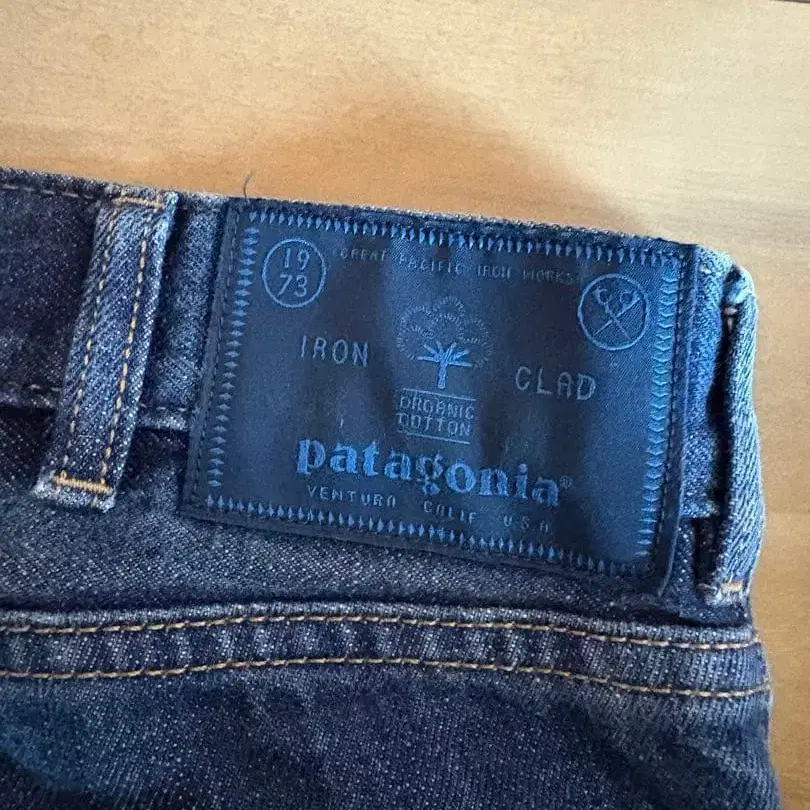 19
73
GREAT PACIFIC IRON WORKS
IRON CLAD
ORGANIC
COTTON
patagonia®
VENTURA CALIF U.S.A.